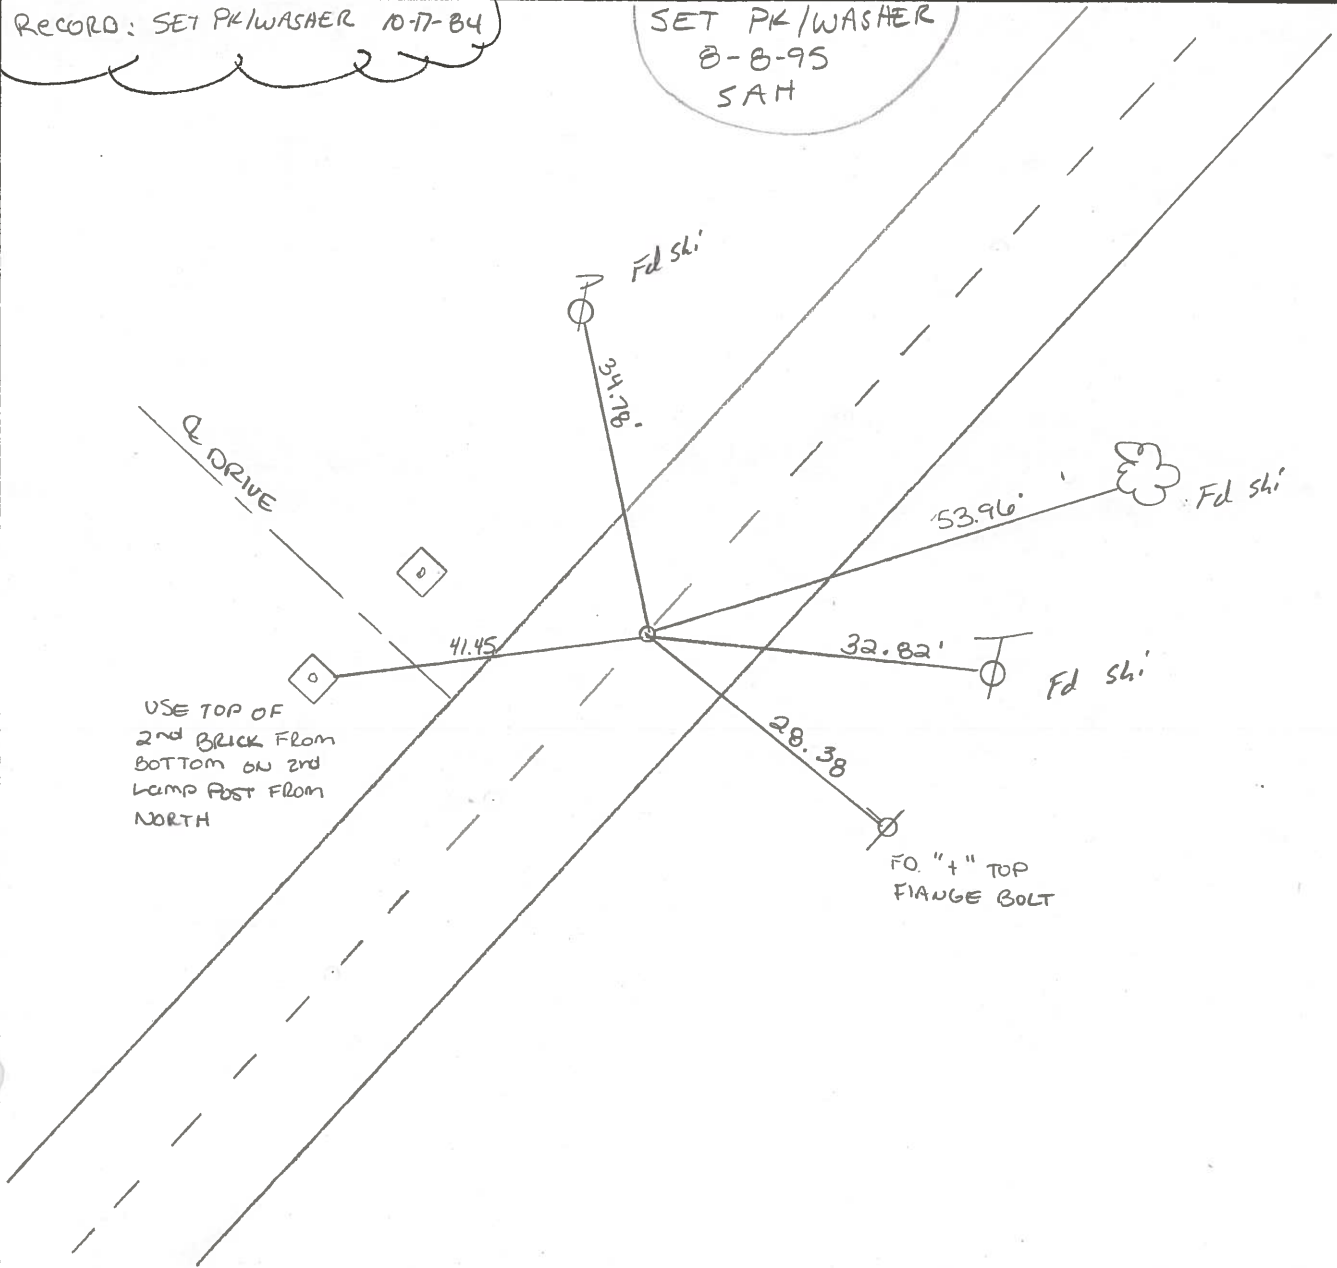 RECORD: SET PK/WASHER 10-17-84
SET PK/WASHER
8-8-95
SAH
Fd shi
34.78'
℄ DRIVE
53.96'
Fd shi
41.45
32.82'
Fd shi
USE TOP OF
2nd BRICK FROM
BOTTOM ON 2nd
LAMP POST FROM
NORTH
28.38
FD. "+" TOP
FLANGE BOLT